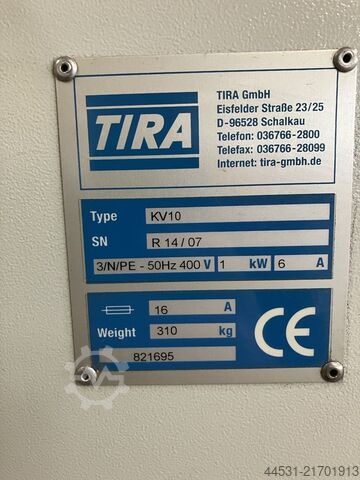 TIRA
TIRA GmbH
Eisfelder Straße 23/25
D-96528 Schalkau
Telefon: 036766-2800
Telefax: 036766-28099
Internet: tira-gmbh.de
Type KV10
SN R 14 / 07
3/N/PE - 50Hz 400 V 1 kW 6 A
16 A
Weight 310 kg
821695
CE
44531-21701913